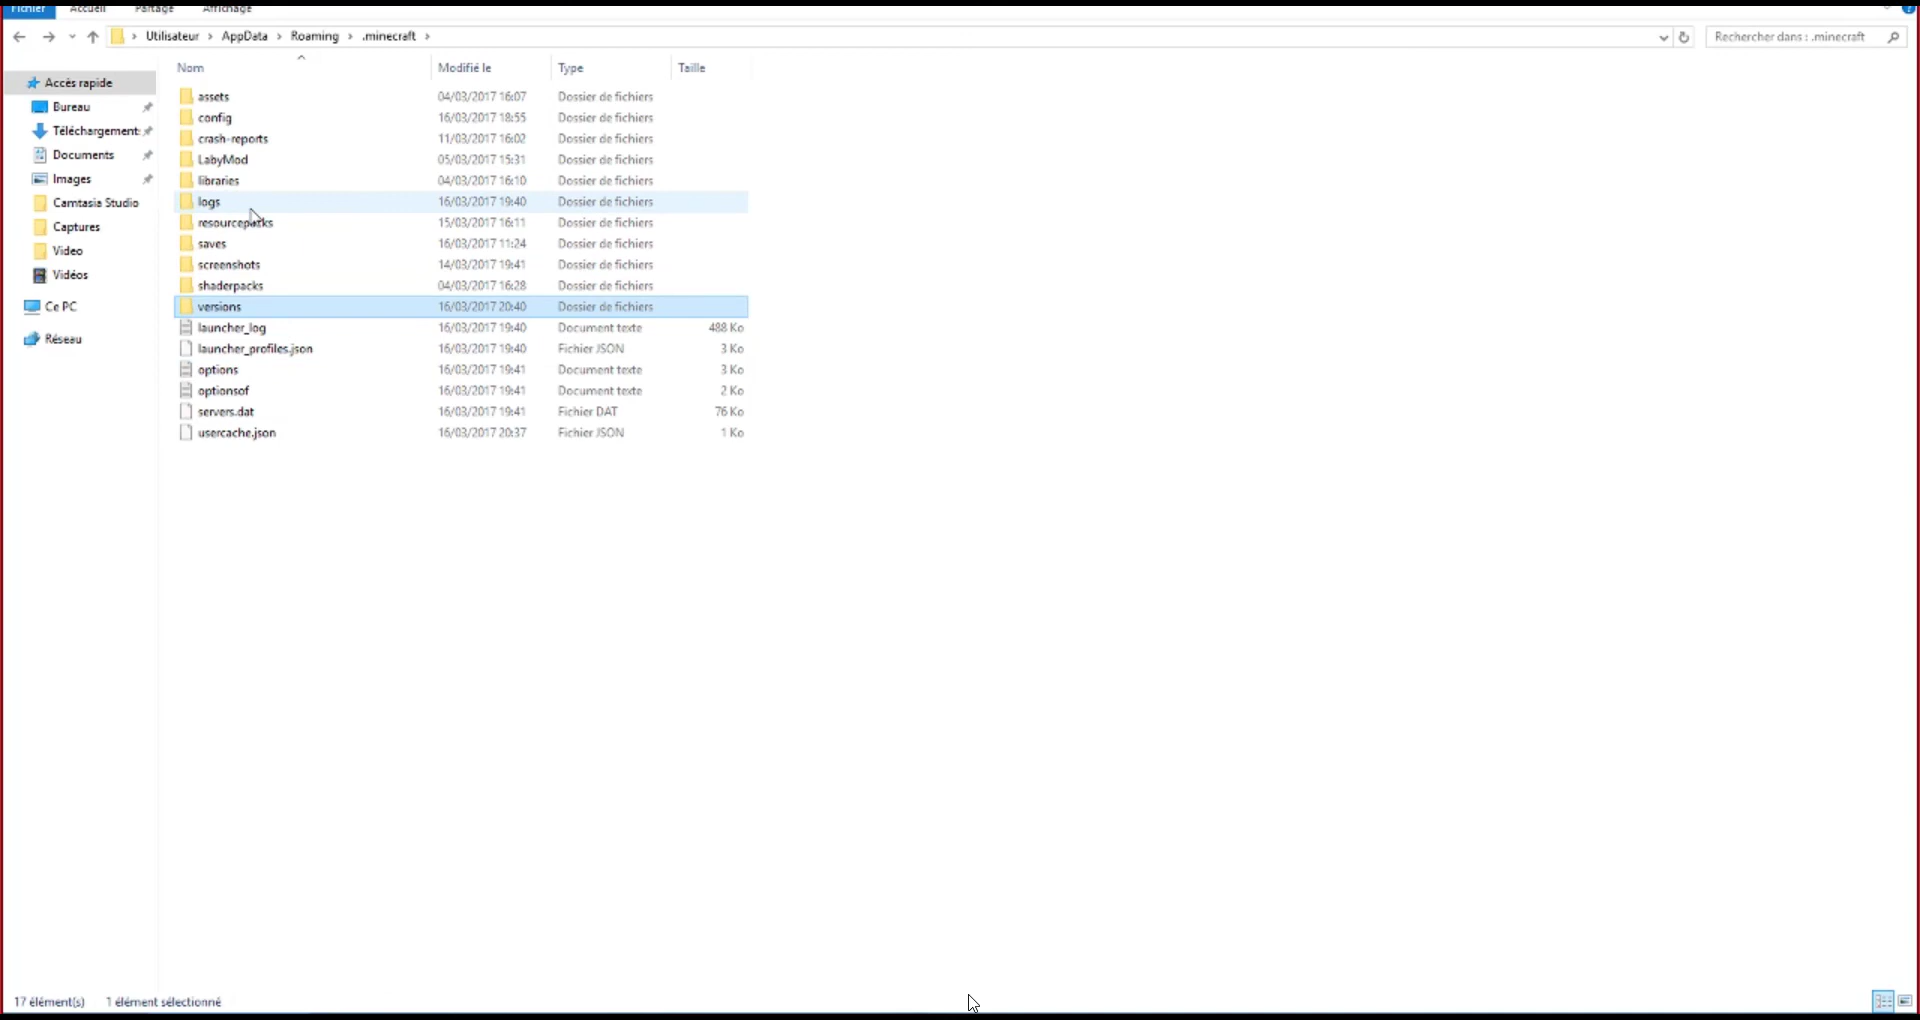 Fichier Accueil Partage Affichage
Utilisateur > AppData > Roaming > .minecraft >
Rechercher dans : .minecraft
Nom Modifié le Type Taille
Accès rapide
Bureau
Téléchargement
Documents
Images
Camtasia Studio
Captures
Video
Vidéos
Ce PC
Réseau
assets 04/03/2017 16:07 Dossier de fichiers
config 16/03/2017 18:55 Dossier de fichiers
crash-reports 11/03/2017 16:02 Dossier de fichiers
LabyMod 05/03/2017 15:31 Dossier de fichiers
libraries 04/03/2017 16:10 Dossier de fichiers
logs 16/03/2017 19:40 Dossier de fichiers
resourcepacks 15/03/2017 16:11 Dossier de fichiers
saves 16/03/2017 11:24 Dossier de fichiers
screenshots 14/03/2017 19:41 Dossier de fichiers
shaderpacks 04/03/2017 16:28 Dossier de fichiers
versions 16/03/2017 20:40 Dossier de fichiers
launcher_log 16/03/2017 19:40 Document texte 488 Ko
launcher_profiles.json 16/03/2017 19:40 Fichier JSON 3 Ko
options 16/03/2017 19:41 Document texte 3 Ko
optionsof 16/03/2017 19:41 Document texte 2 Ko
servers.dat 16/03/2017 19:41 Fichier DAT 76 Ko
usercache.json 16/03/2017 20:37 Fichier JSON 1 Ko
17 élément(s) 1 élément sélectionné